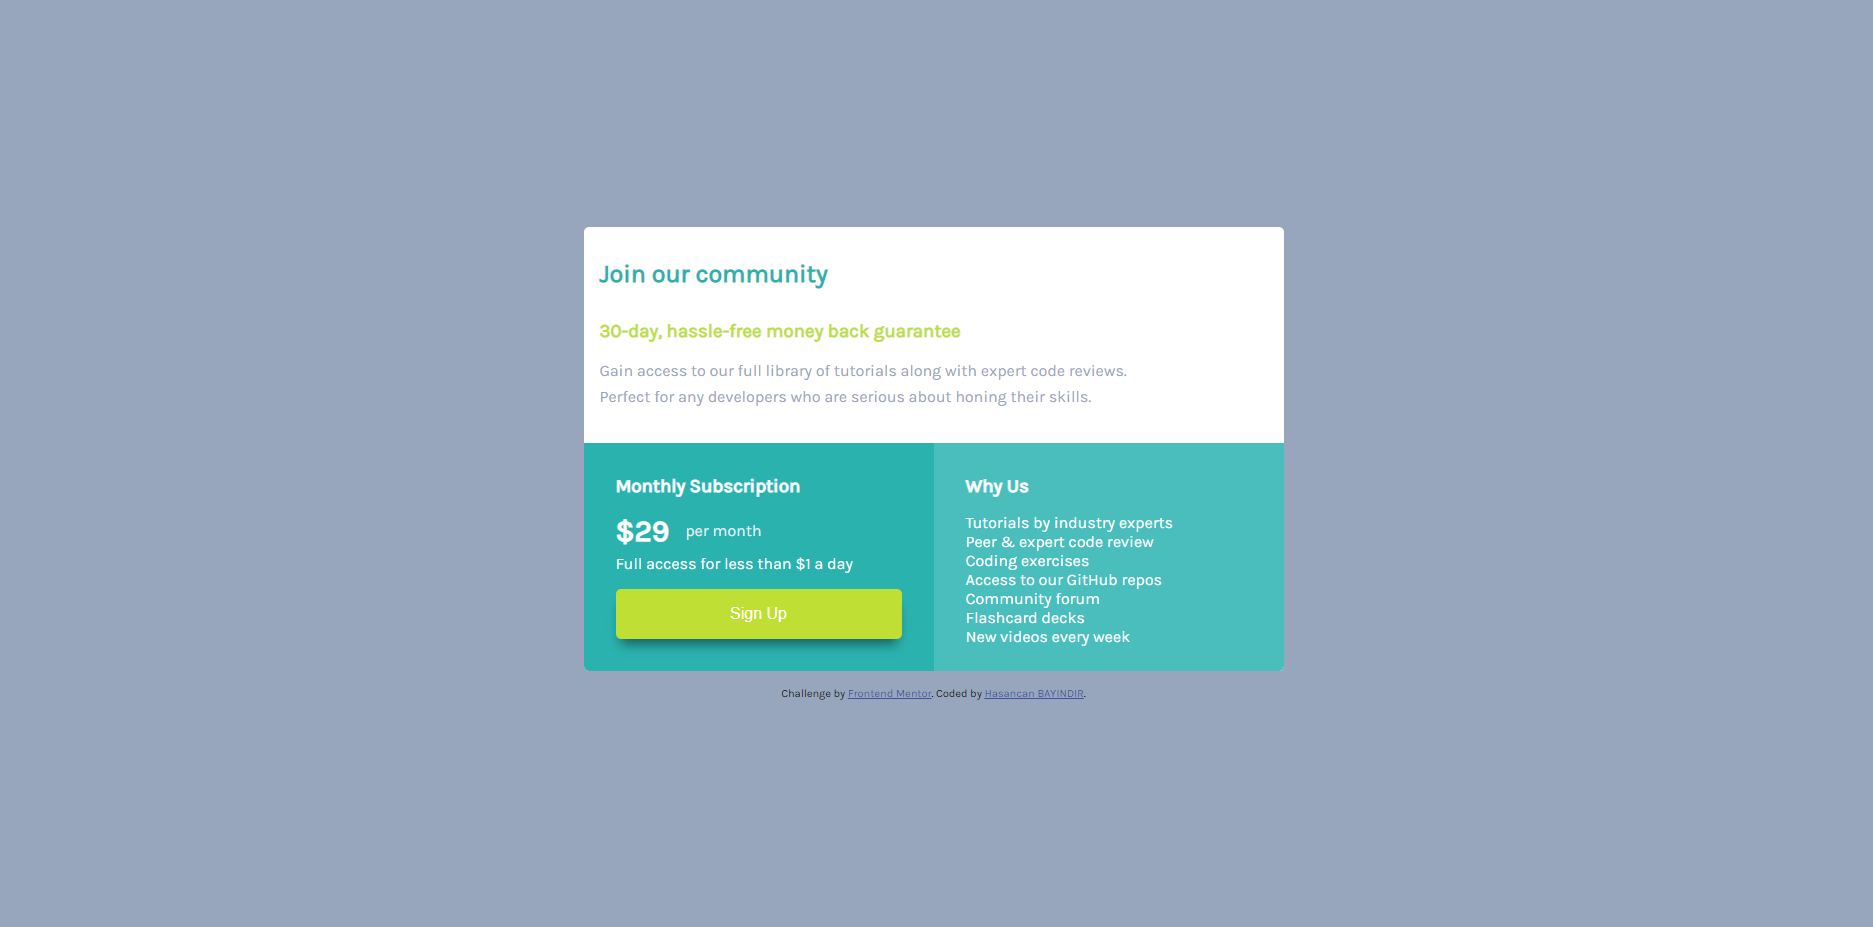 Join our community
30-day, hassle-free money back guarantee
Gain access to our full library of tutorials along with expert code reviews.
Perfect for any developers who are serious about honing their skills.
Monthly Subscription
$29 per month
Full access for less than $1 a day
Sign Up
Why Us
Tutorials by industry experts
Peer & expert code review
Coding exercises
Access to our GitHub repos
Community forum
Flashcard decks
New videos every week
Challenge by Frontend Mentor. Coded by Hasancan BAYINDIR.